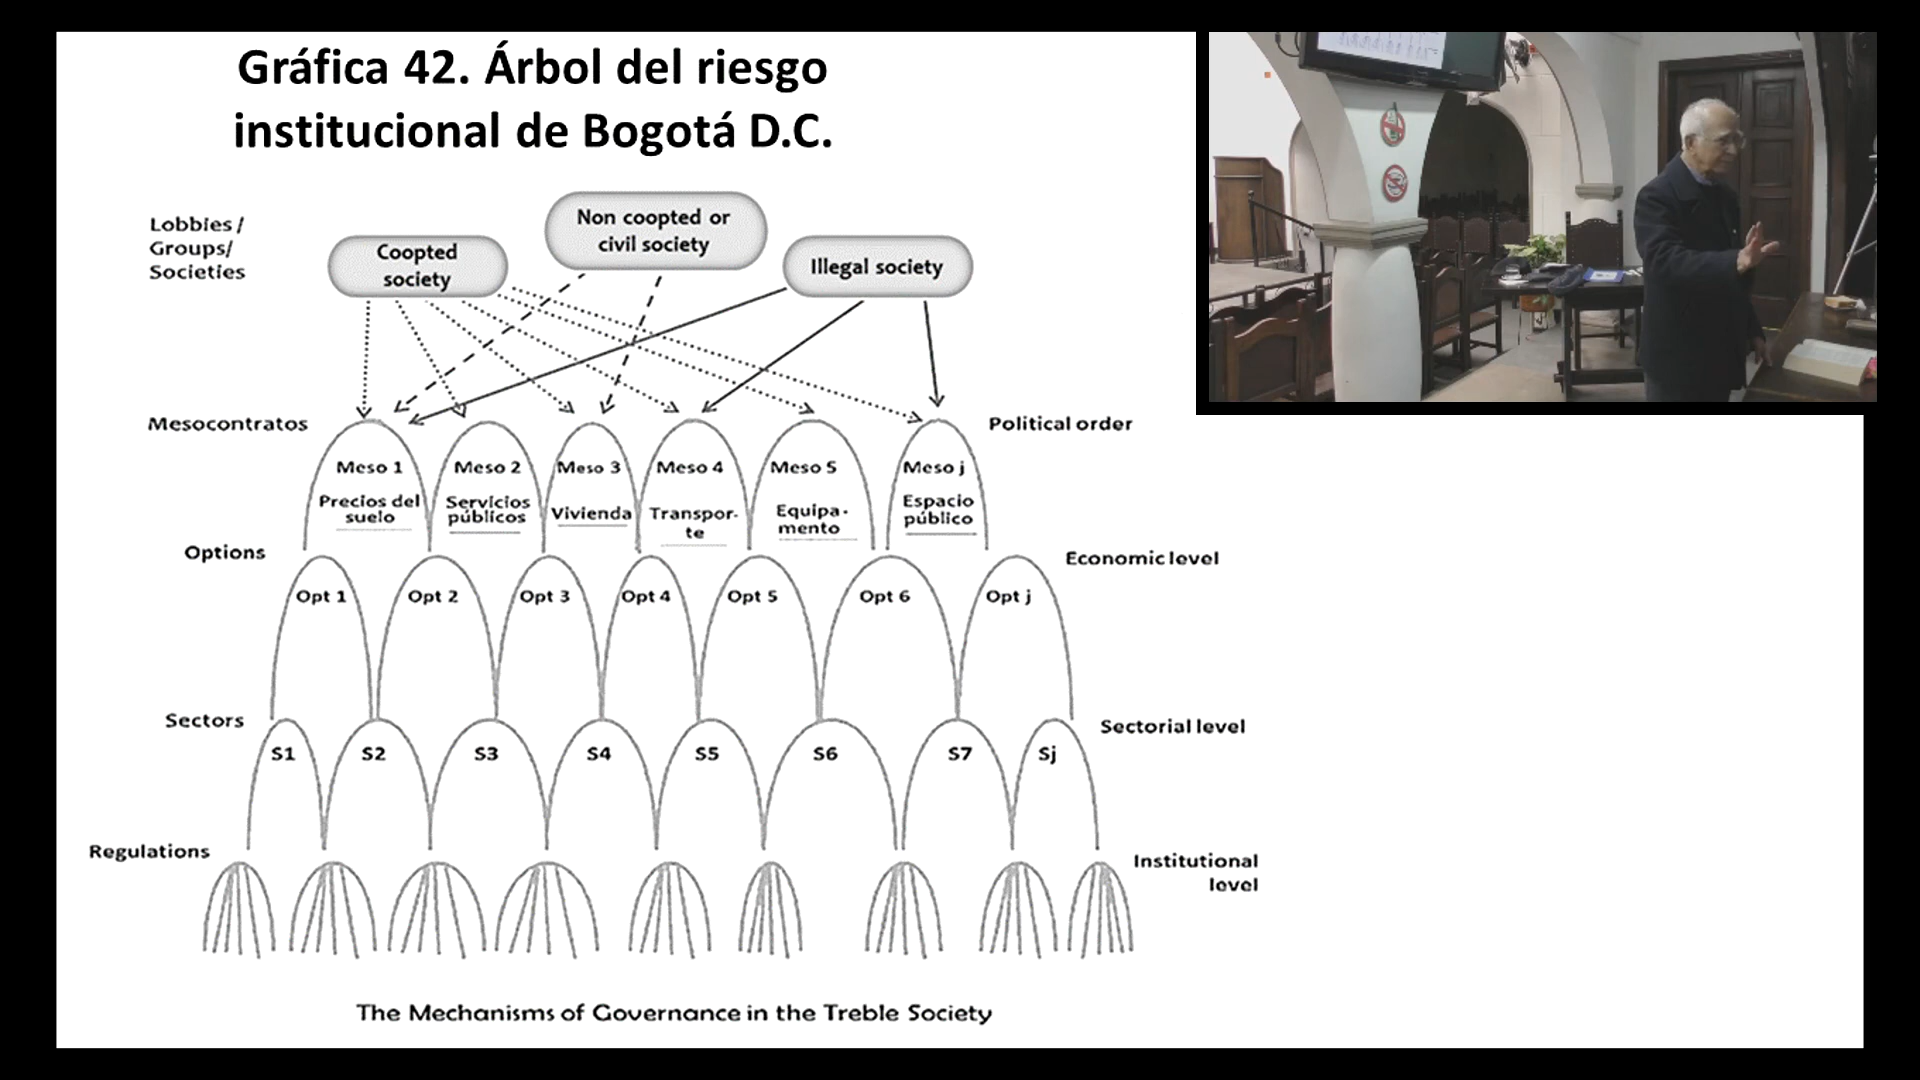 Gráfica 42. Árbol del riesgo
institucional de Bogotá D.C.
Lobbies /
Groups/
Societies
Coopted
society
Non coopted or
civil society
Illegal society
Mesocontratos
Political order
Meso 1
Meso 2
Meso 3
Meso 4
Meso 5
Meso j
Precios del
suelo
Servicios
públicos
Vivienda
Transpor-
te
Equipa-
mento
Espacio
público
Options
Economic level
Opt 1
Opt 2
Opt 3
Opt 4
Opt 5
Opt 6
Opt j
Sectors
Sectorial level
S1
S2
S3
S4
S5
S6
S7
Sj
Regulations
Institutional
level
The Mechanisms of Governance in the Treble Society